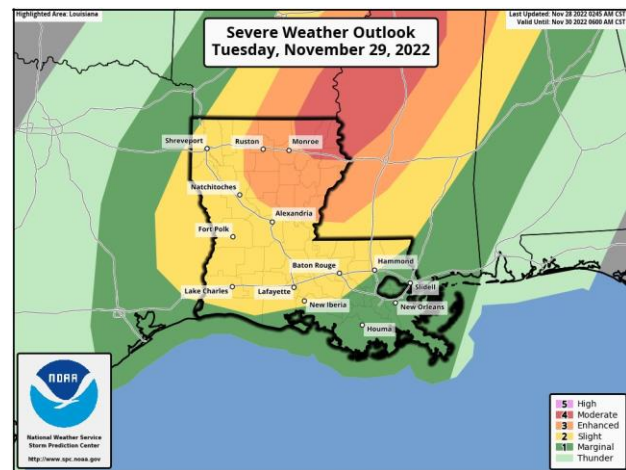 Highlighted Area: Louisiana
Last Updated: Nov 28 2022 0245 AM CST
Valid Until: Nov 30 2022 0600 AM CST
Severe Weather Outlook
Tuesday, November 29, 2022
Shreveport
Ruston
Monroe
Natchitoches
Alexandria
Fort Polk
Baton Rouge
Hammond
Lake Charles
Lafayette
Slidell
New Iberia
New Orleans
Houma
NOAA
National Weather Service
Storm Prediction Center
http://www.spc.noaa.gov
5 High
4 Moderate
3 Enhanced
2 Slight
1 Marginal
Thunder